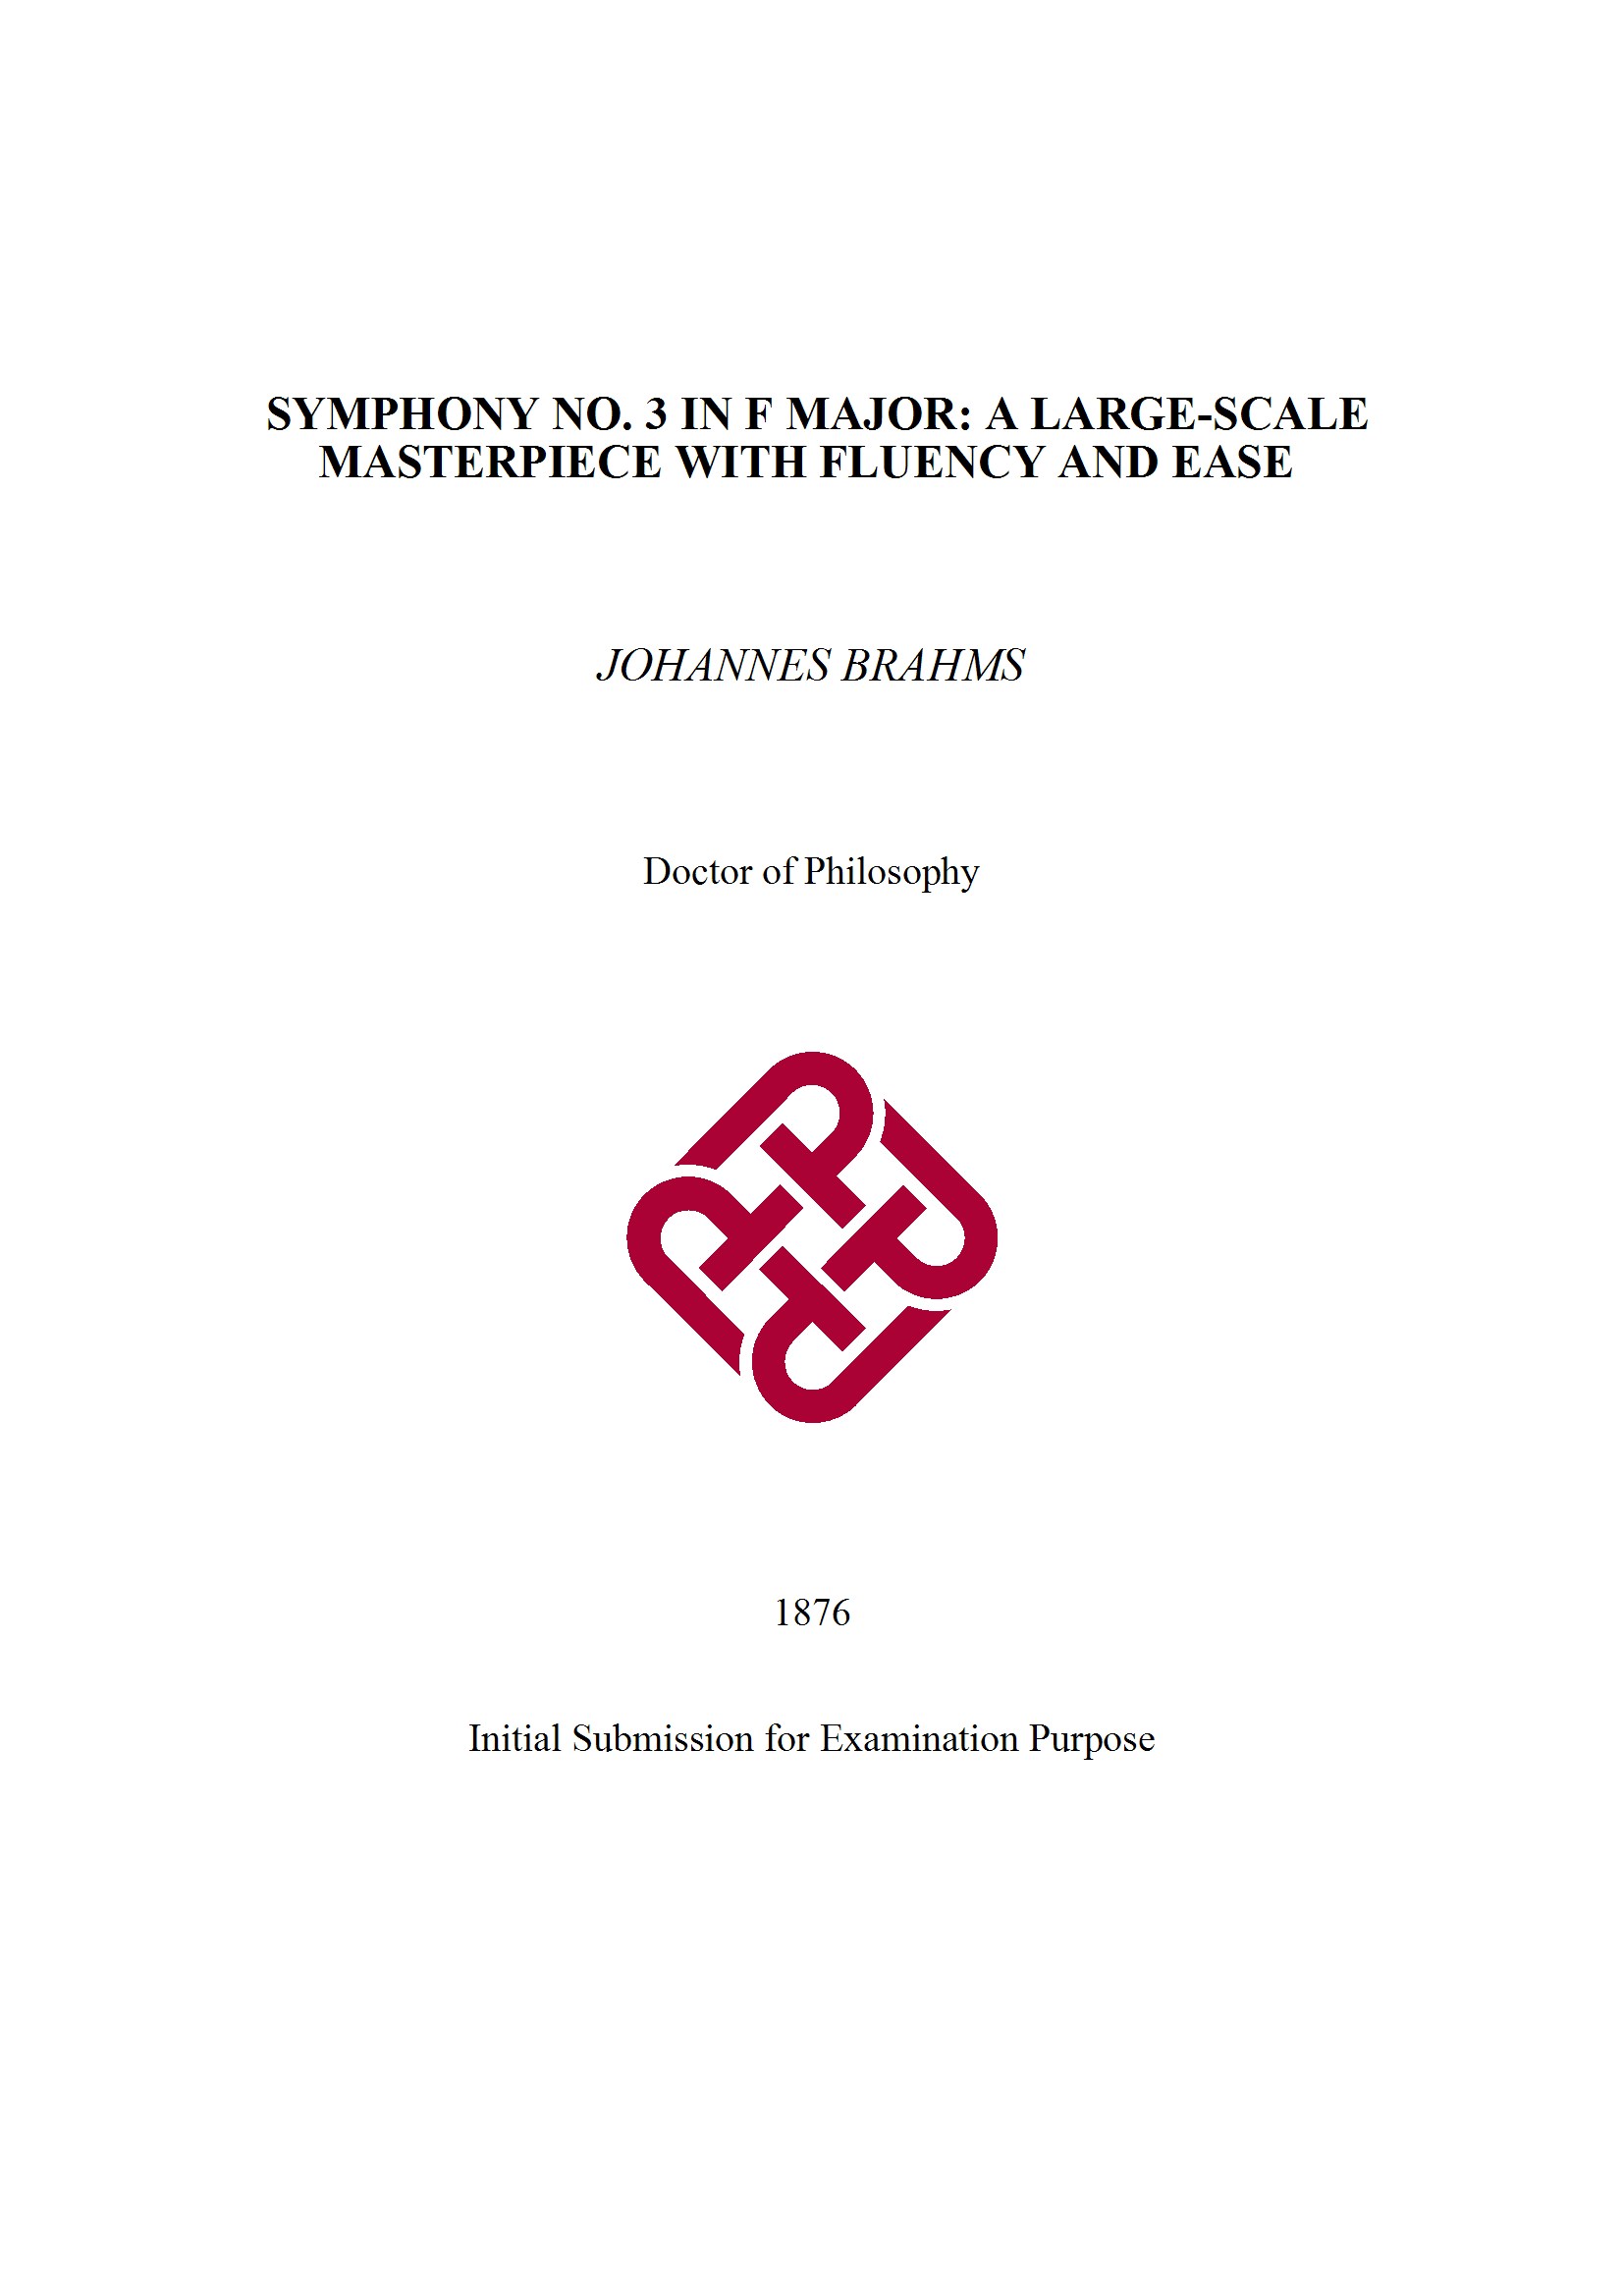 SYMPHONY NO. 3 IN F MAJOR: A LARGE-SCALE
MASTERPIECE WITH FLUENCY AND EASE
JOHANNES BRAHMS
Doctor of Philosophy
1876
Initial Submission for Examination Purpose